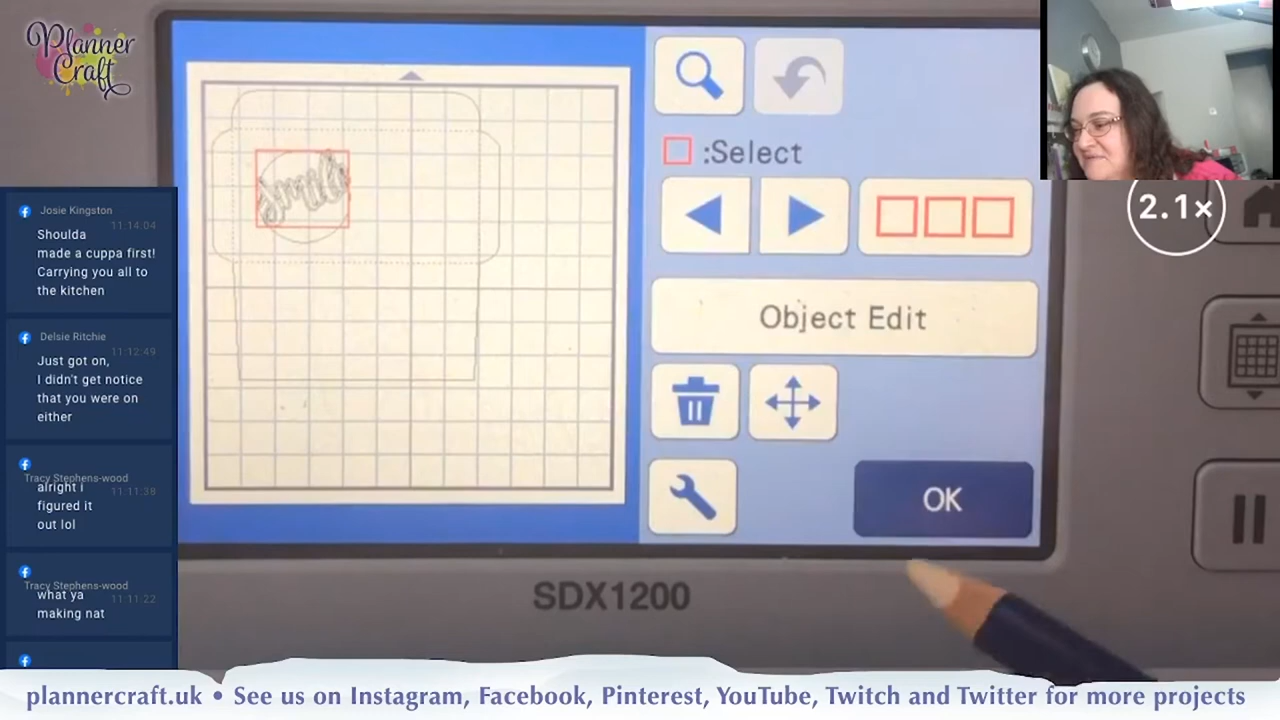 Planner
Craft
Josie Kingston
11:14:04
Shoulda
made a cuppa first!
Carrying you all to
the kitchen
Delsie Ritchie
11:12:49
Just got on,
I didn't get notice
that you were on
either
Tracy Stephens-wood
11:11:38
alright i
figured it
out lol
Tracy Stephens-wood
11:11:22
what ya
making nat
smile
:Select
Object Edit
OK
2.1×
SDX1200
plannercraft.uk • See us on Instagram, Facebook, Pinterest, YouTube, Twitch and Twitter for more projects